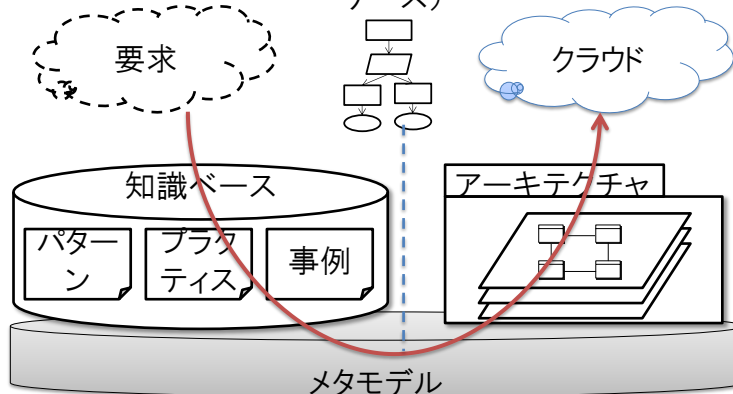 要求
クラウド
知識ベース
アーキテクチャ
パター
ン
プラク
ティス
事例
メタモデル